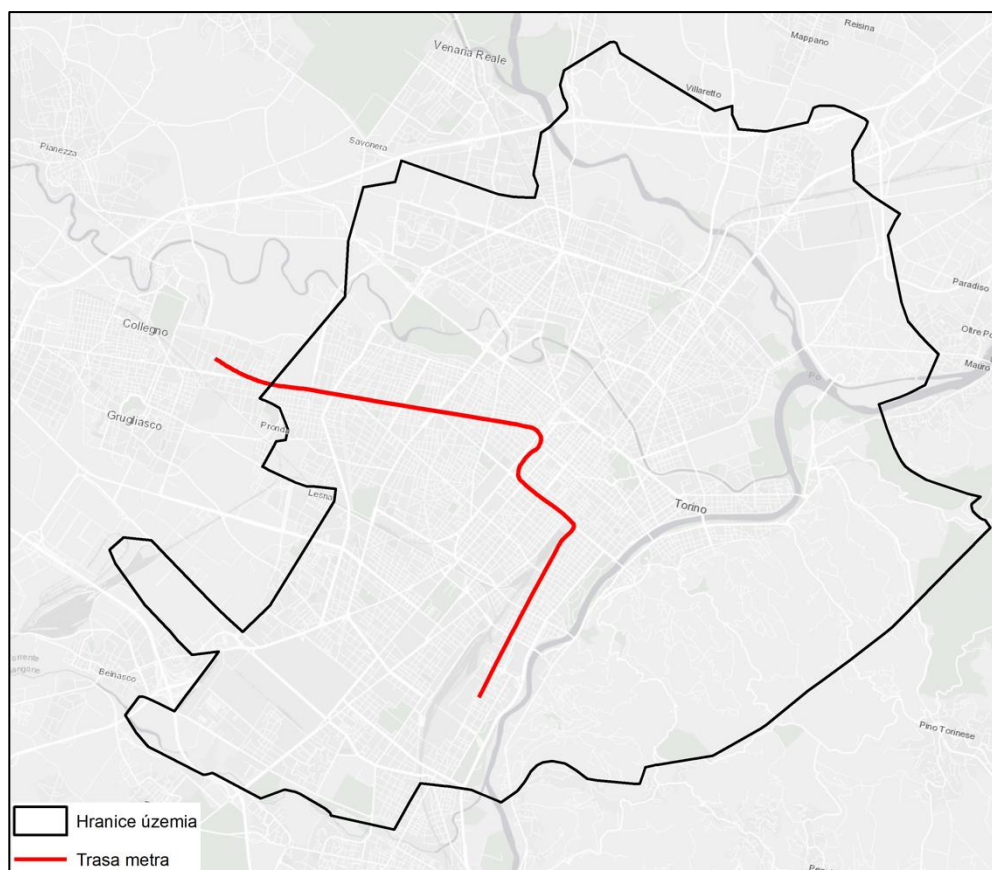 Reisina
Mappano
Venaria Reale
Villaretto
Savonera
Pianezza
Paradiso
Collegno
Oltre Po
Mauro
Po
Grugliasco
Pronda
Lesna
Torino
Beinasco
Pino Torinese
Hranice územia
Trasa metra